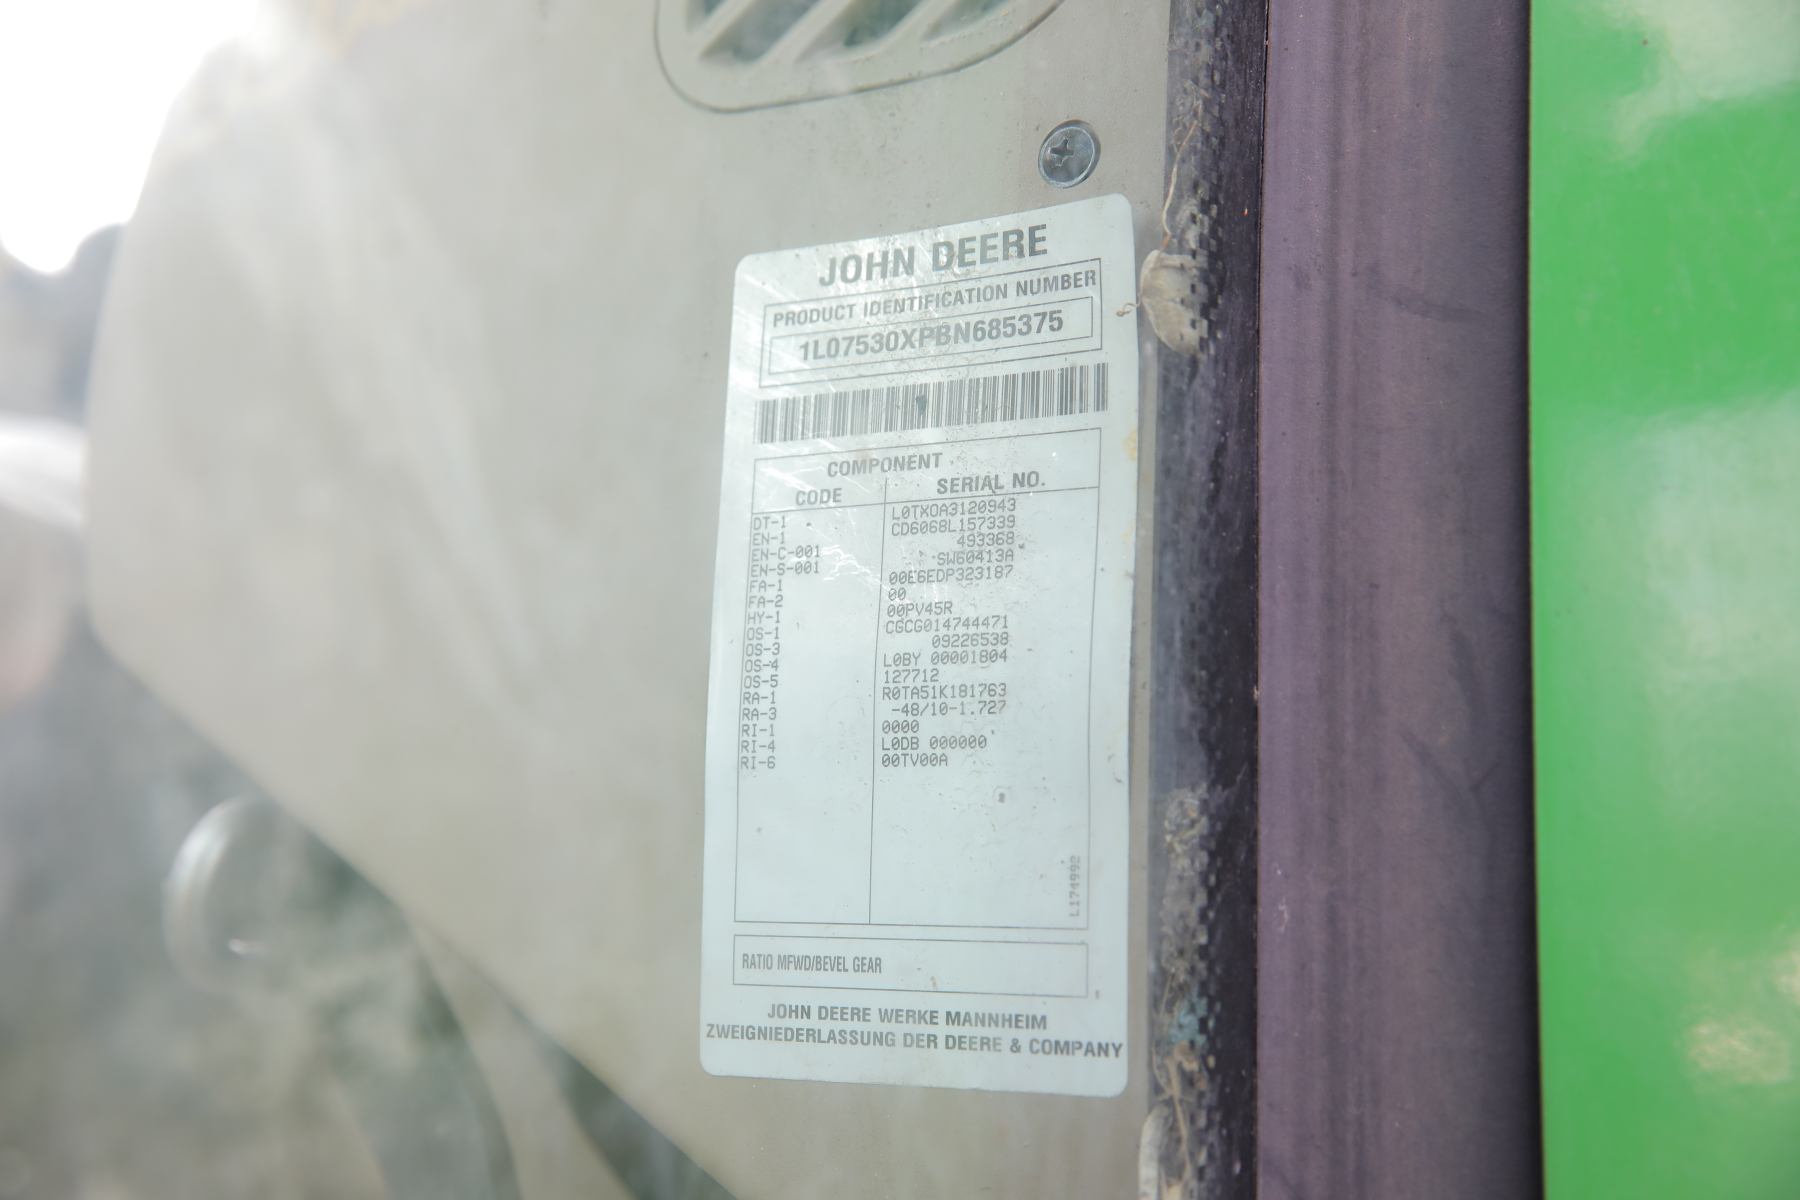 JOHN DEERE
PRODUCT IDENTIFICATION NUMBER
1L07530XPBN685375
COMPONENT
CODE SERIAL NO.
DT-1 L0TX0A3120943
EN-1 CD6068L157339
EN-C-001 493368
EN-S-001 SW60413A
FA-1 00E6EDP323187
FA-2 00
HY-1 00PV45R
OS-1 CGCG014744471
OS-3 09226538
OS-4 L0BY 00001804
OS-5 127712
RA-1 R0TA51K181763
RA-3 -48/10-1.727
RI-1 0000
RI-4 L0DB 000000
RI-6 00TV00A
L174992
RATIO MFWD/BEVEL GEAR
JOHN DEERE WERKE MANNHEIM
ZWEIGNIEDERLASSUNG DER DEERE & COMPANY